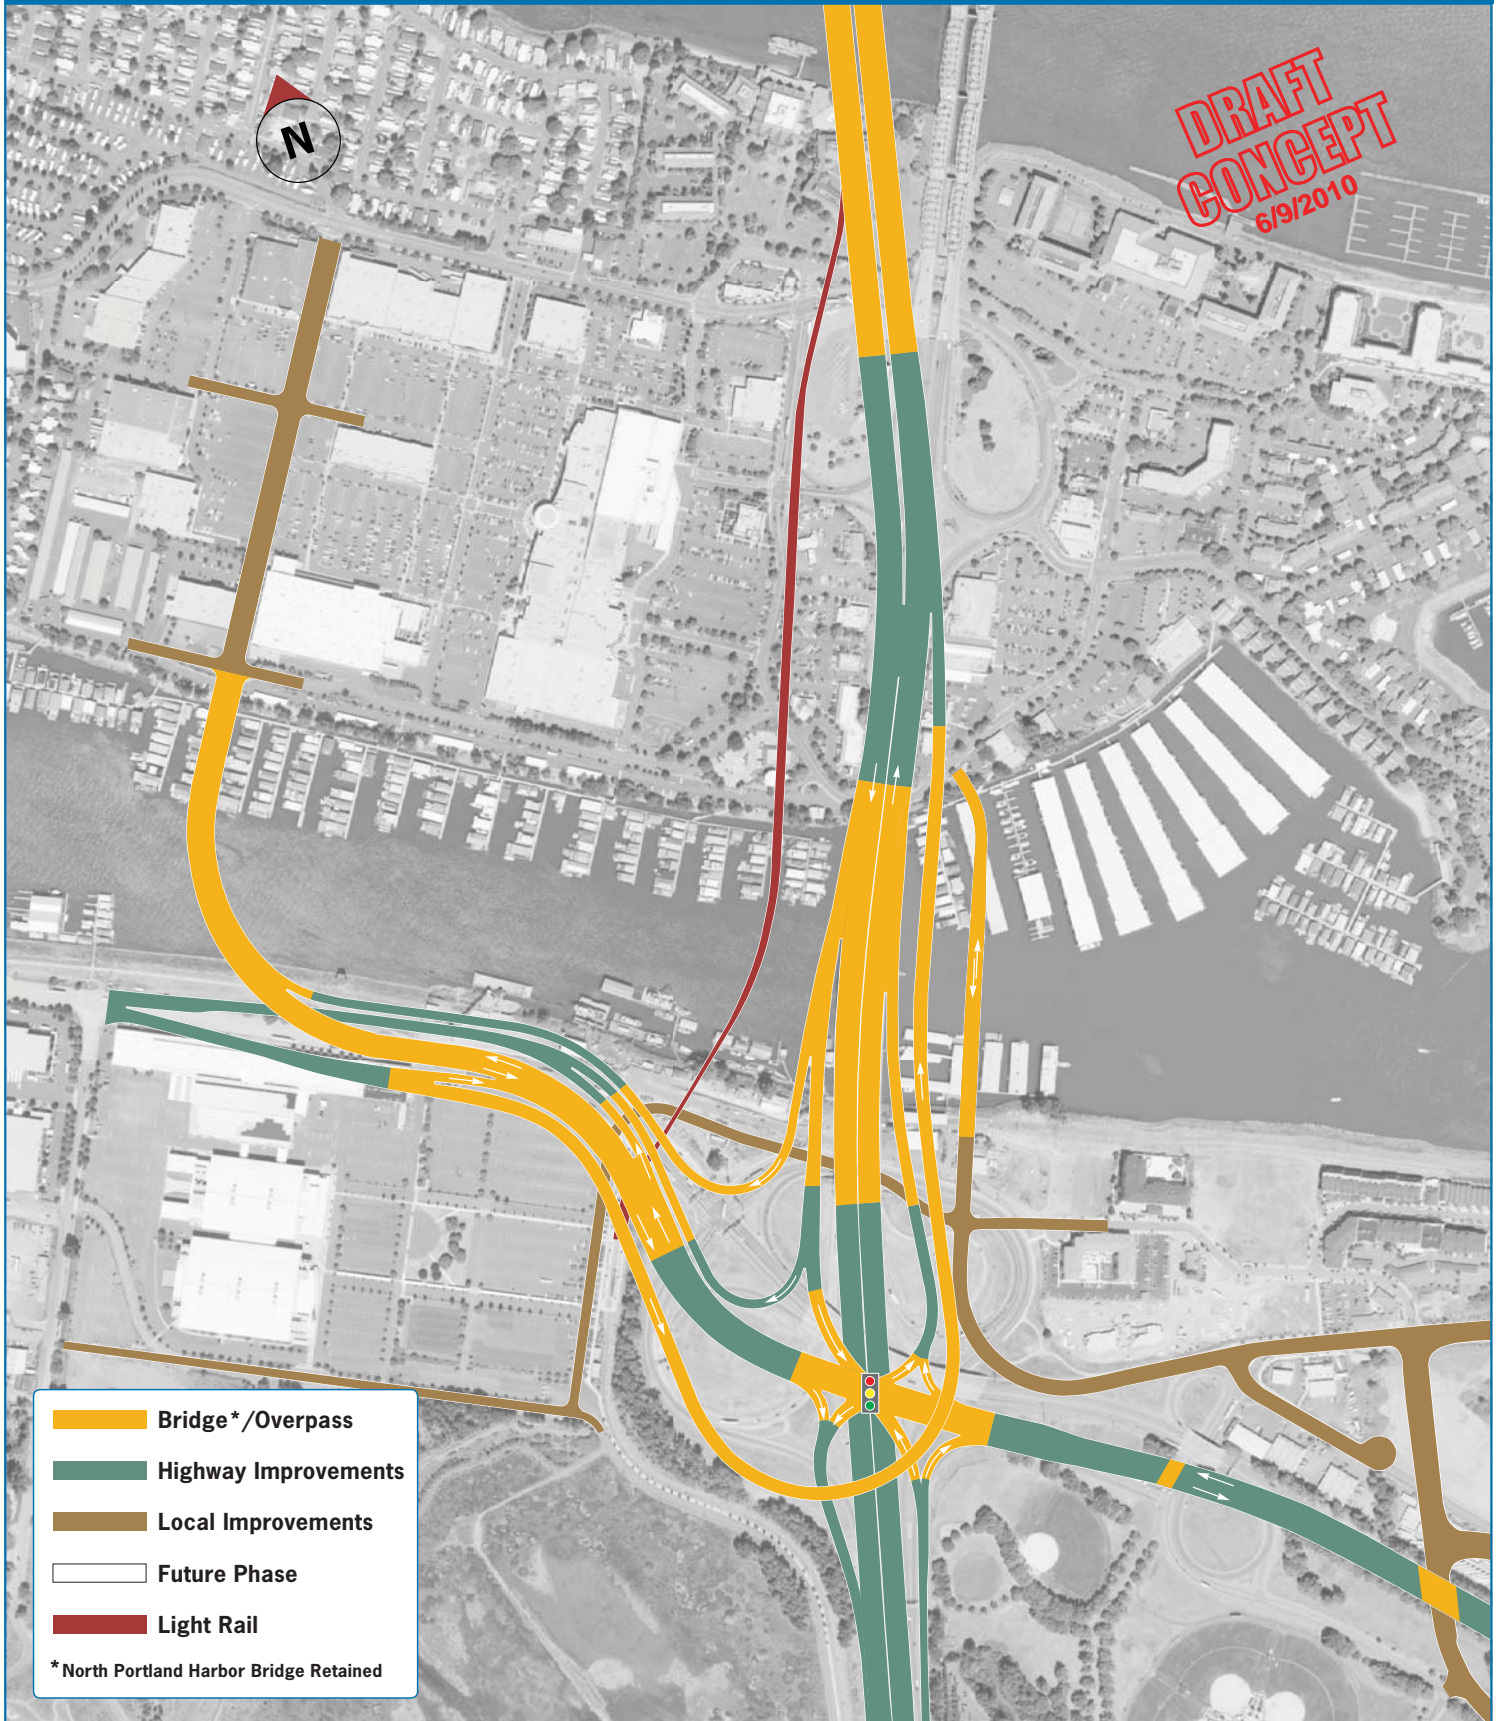 N
DRAFT
CONCEPT
6/9/2010
Bridge*/Overpass
Highway Improvements
Local Improvements
Future Phase
Light Rail
*North Portland Harbor Bridge Retained